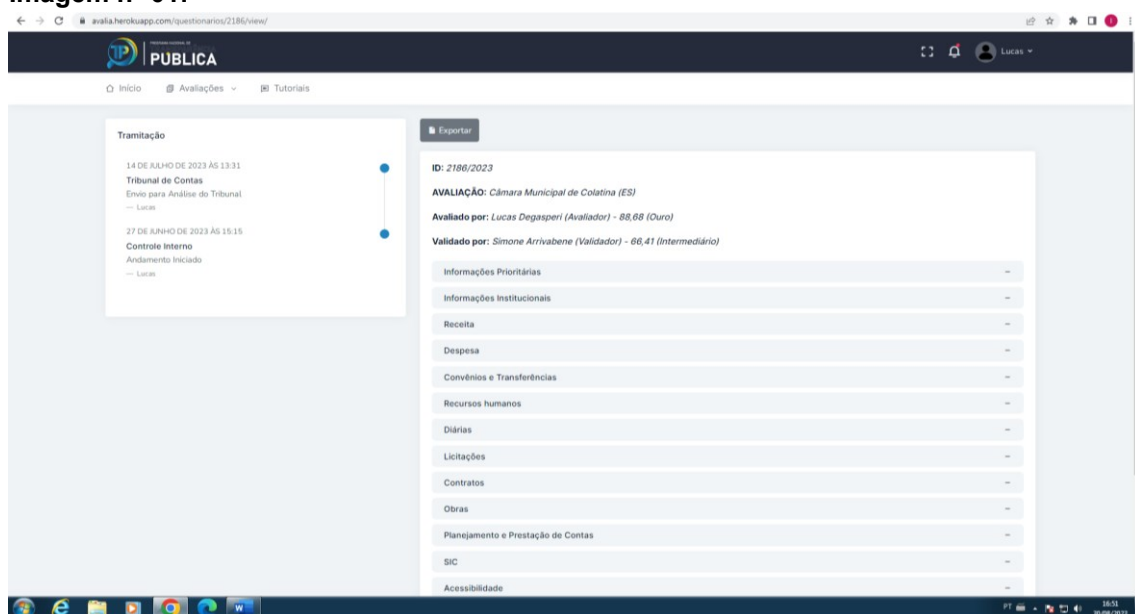 avalia.herokuapp.com/questionarios/2186/view/
PÚBLICA
Lucas
Início Avaliações Tutoriais
Tramitação
14 DE JULHO DE 2023 ÀS 13:31
Tribunal de Contas
Envio para Análise do Tribunal
— Lucas
27 DE JUNHO DE 2023 ÀS 15:15
Controle Interno
Andamento Iniciado
— Lucas
Exportar
ID: 2186/2023
AVALIAÇÃO: Câmara Municipal de Colatina (ES)
Avaliado por: Lucas Degasperi (Avaliador) - 88,68 (Ouro)
Validado por: Simone Arrivabene (Validador) - 66,41 (Intermediário)
Informações Prioritárias
Informações Institucionais
Receita
Despesa
Convênios e Transferências
Recursos humanos
Diárias
Licitações
Contratos
Obras
Planejamento e Prestação de Contas
SIC
Acessibilidade
PT
16:51